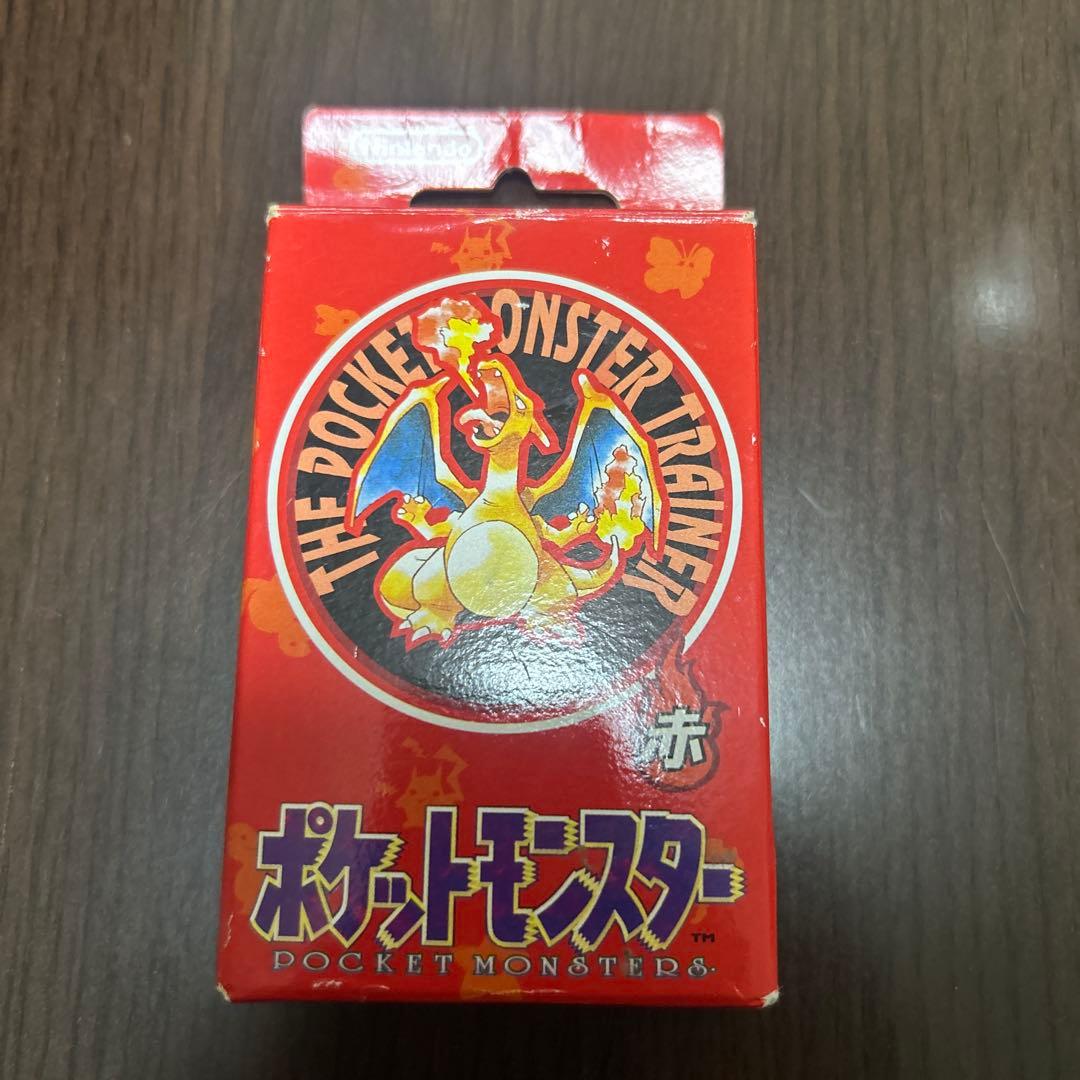 Nintendo
THE POCKET MONSTER TRAINER
赤
ポケットモンスター
TM
POCKET MONSTERS